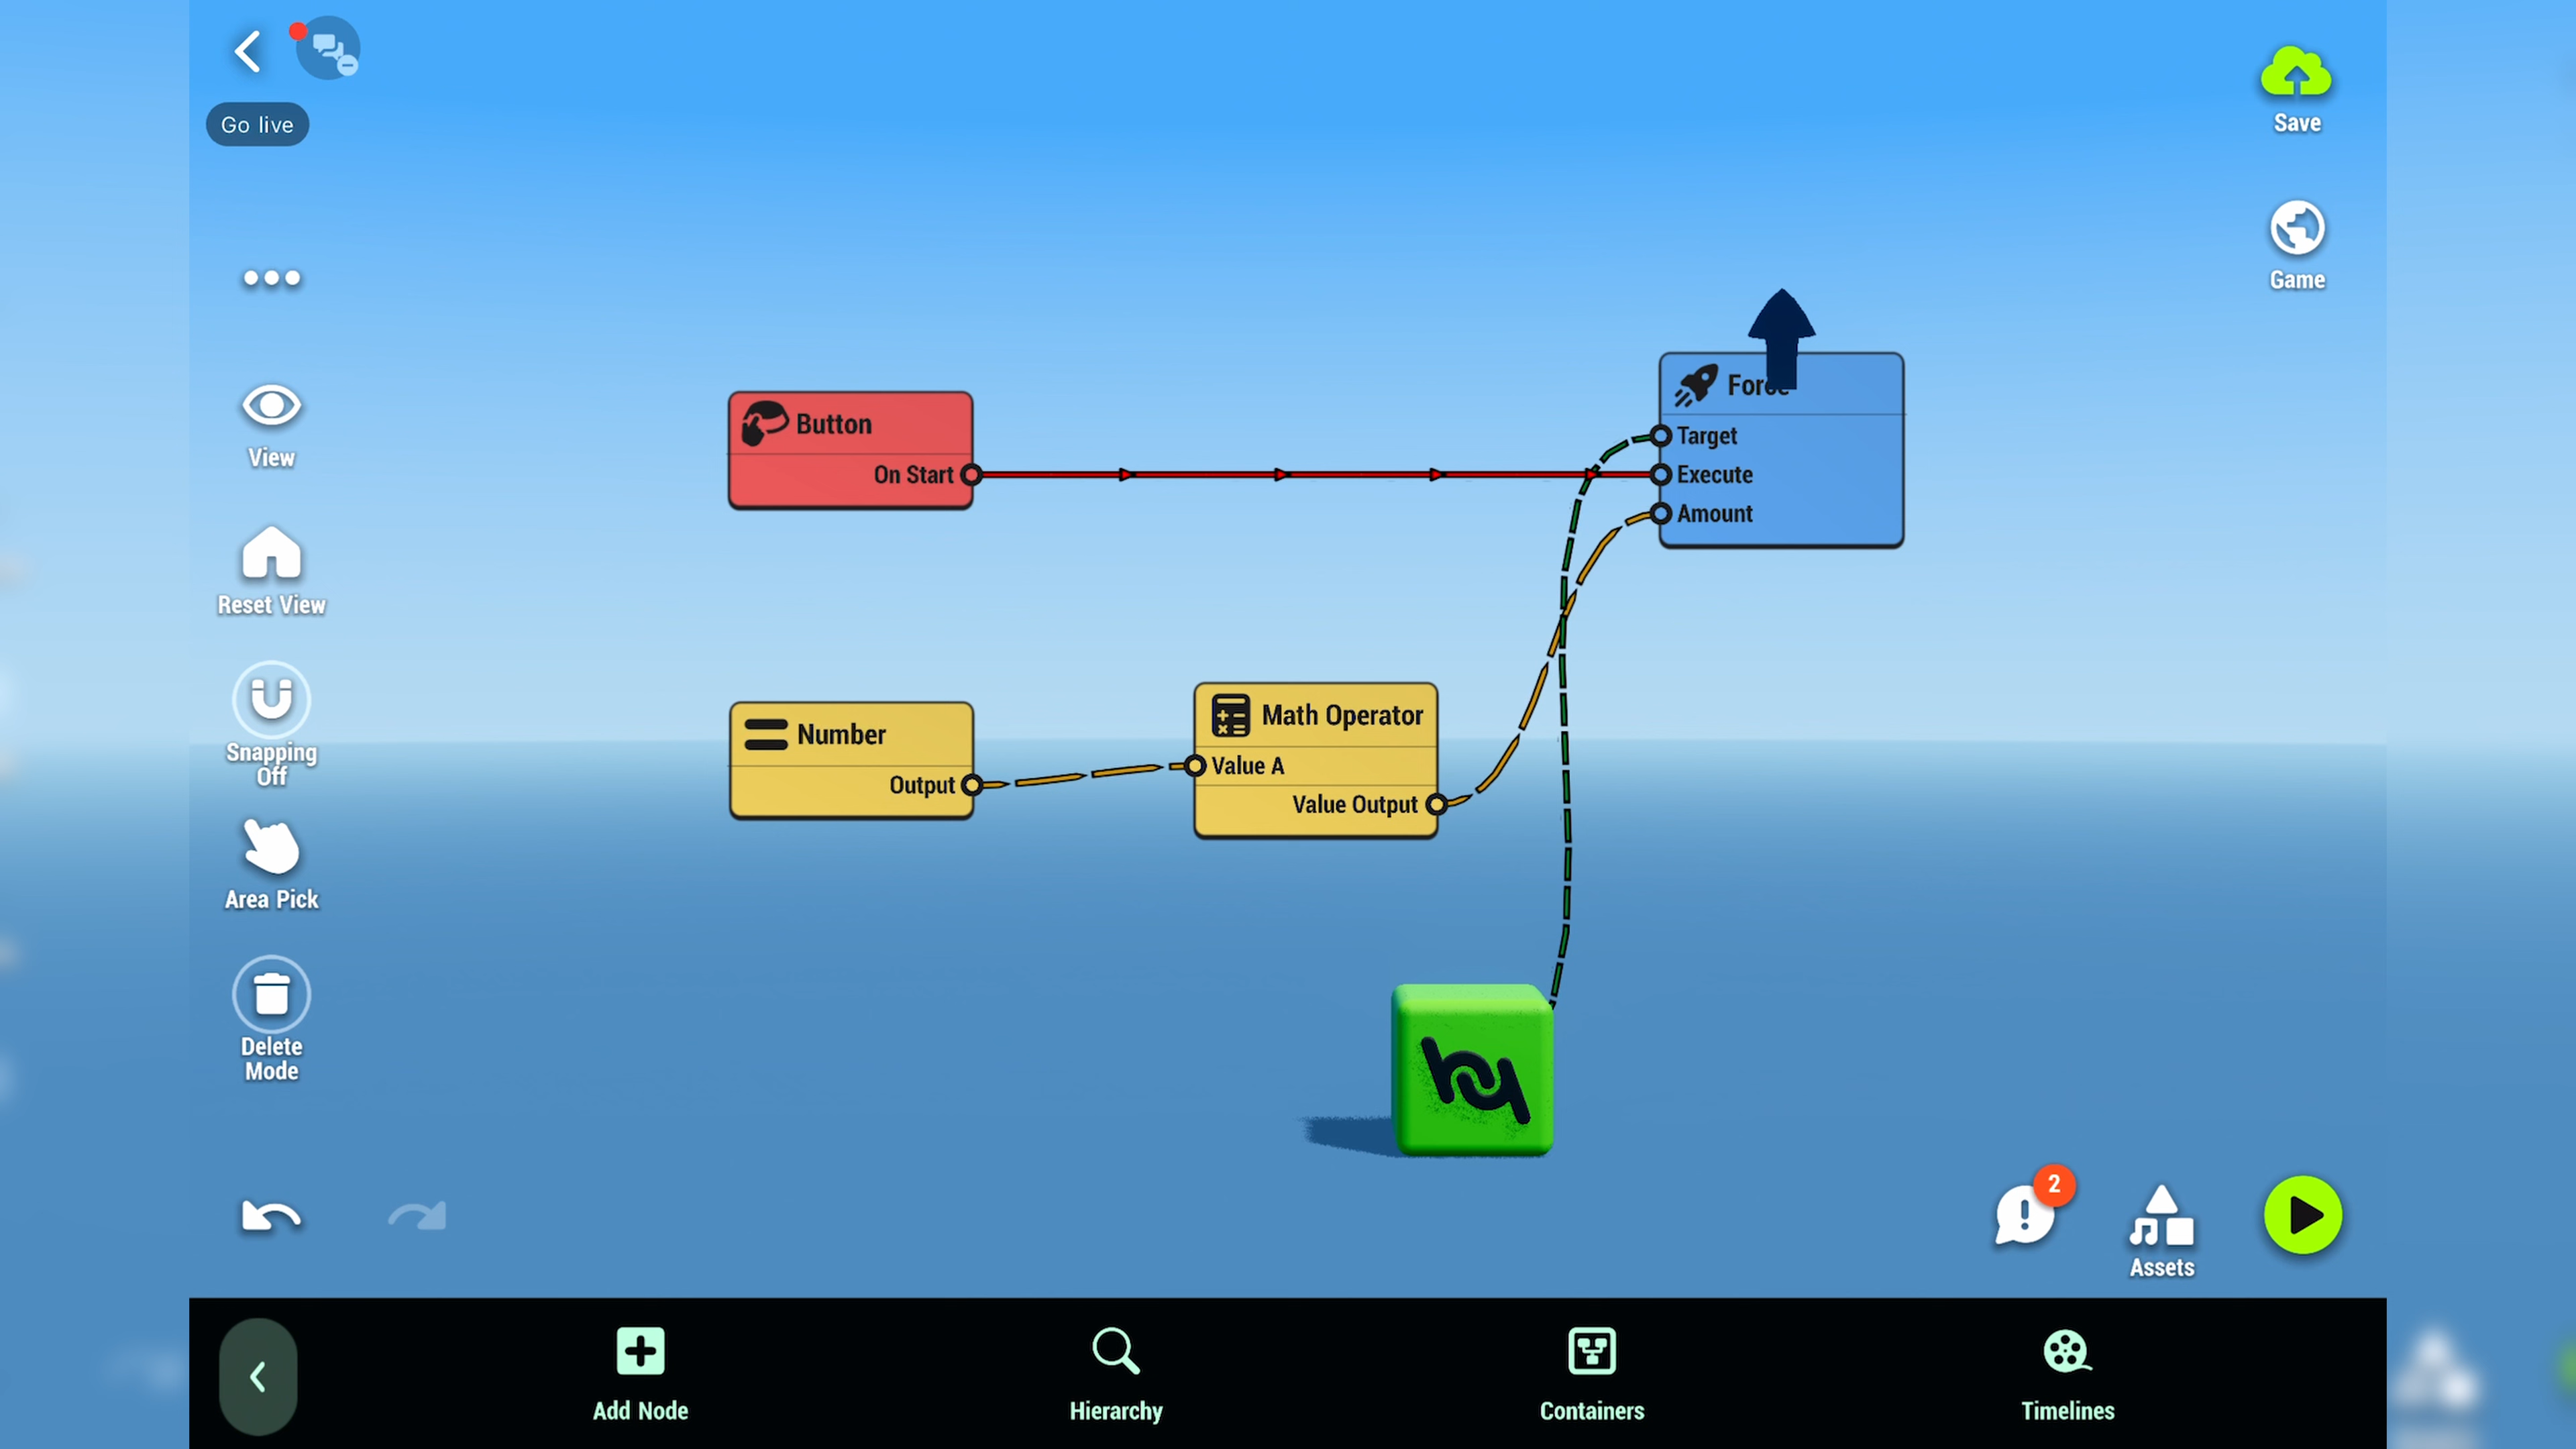 Go live
Save
Game
View
Reset View
Snapping
Off
Area Pick
Delete
Mode
Button
On Start
Force
Target
Execute
Amount
Number
Output
Math Operator
Value A
Value Output
2
Assets
Add Node
Hierarchy
Containers
Timelines